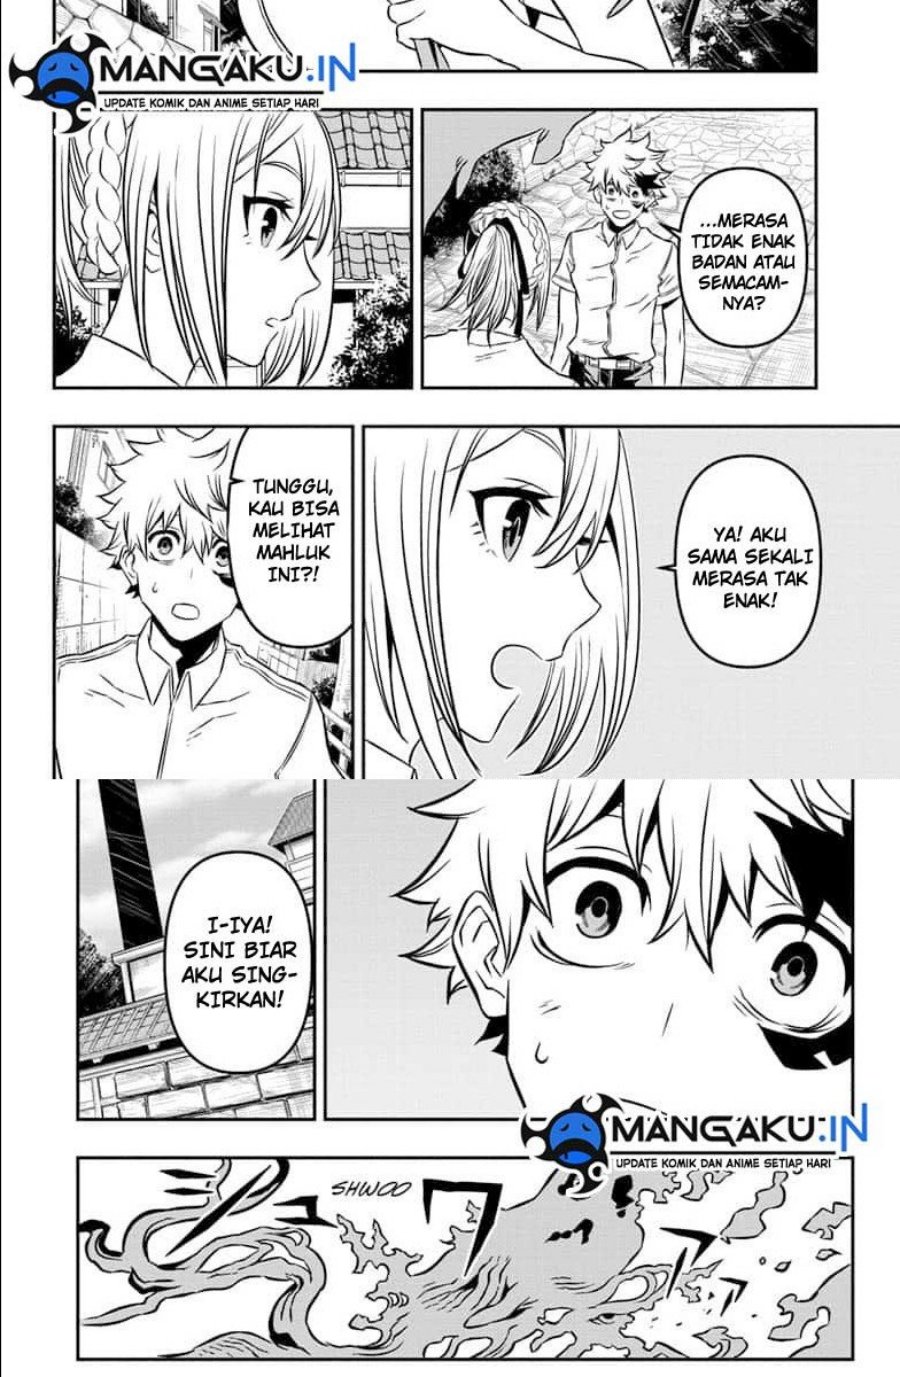 MANGAKU.IN
UPDATE KOMIK DAN ANIME SETIAP HARI
...MERASA
TIDAK ENAK
BADAN ATAU
SEMACAM-
NYA?
YA! AKU
SAMA SEKALI
MERASA TAK
ENAK!
TUNGGU,
KAU BISA
MELIHAT
MAHLUK
INI?!
I-IYA!
SINI BIAR
AKU SING-
KIRKAN!
MANGAKU.IN
UPDATE KOMIK DAN ANIME SETIAP HARI
SHWOO